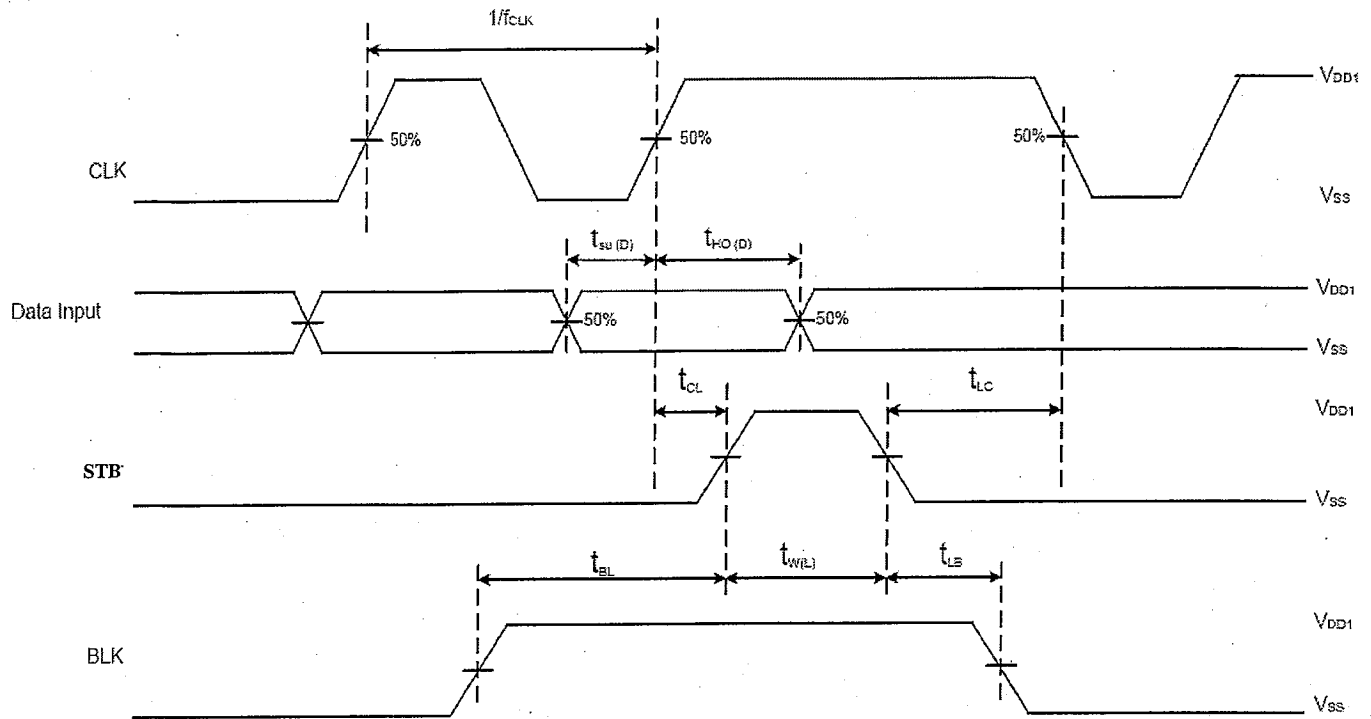 1/fCLK
VDD1
50%
50%
50%
CLK
VSS
tsu (D)
tHO (D)
VDD1
Data Input
50%
50%
VSS
tCL
tLC
VDD1
STB
VSS
tBL
tW(L)
tLB
VDD1
BLK
VSS